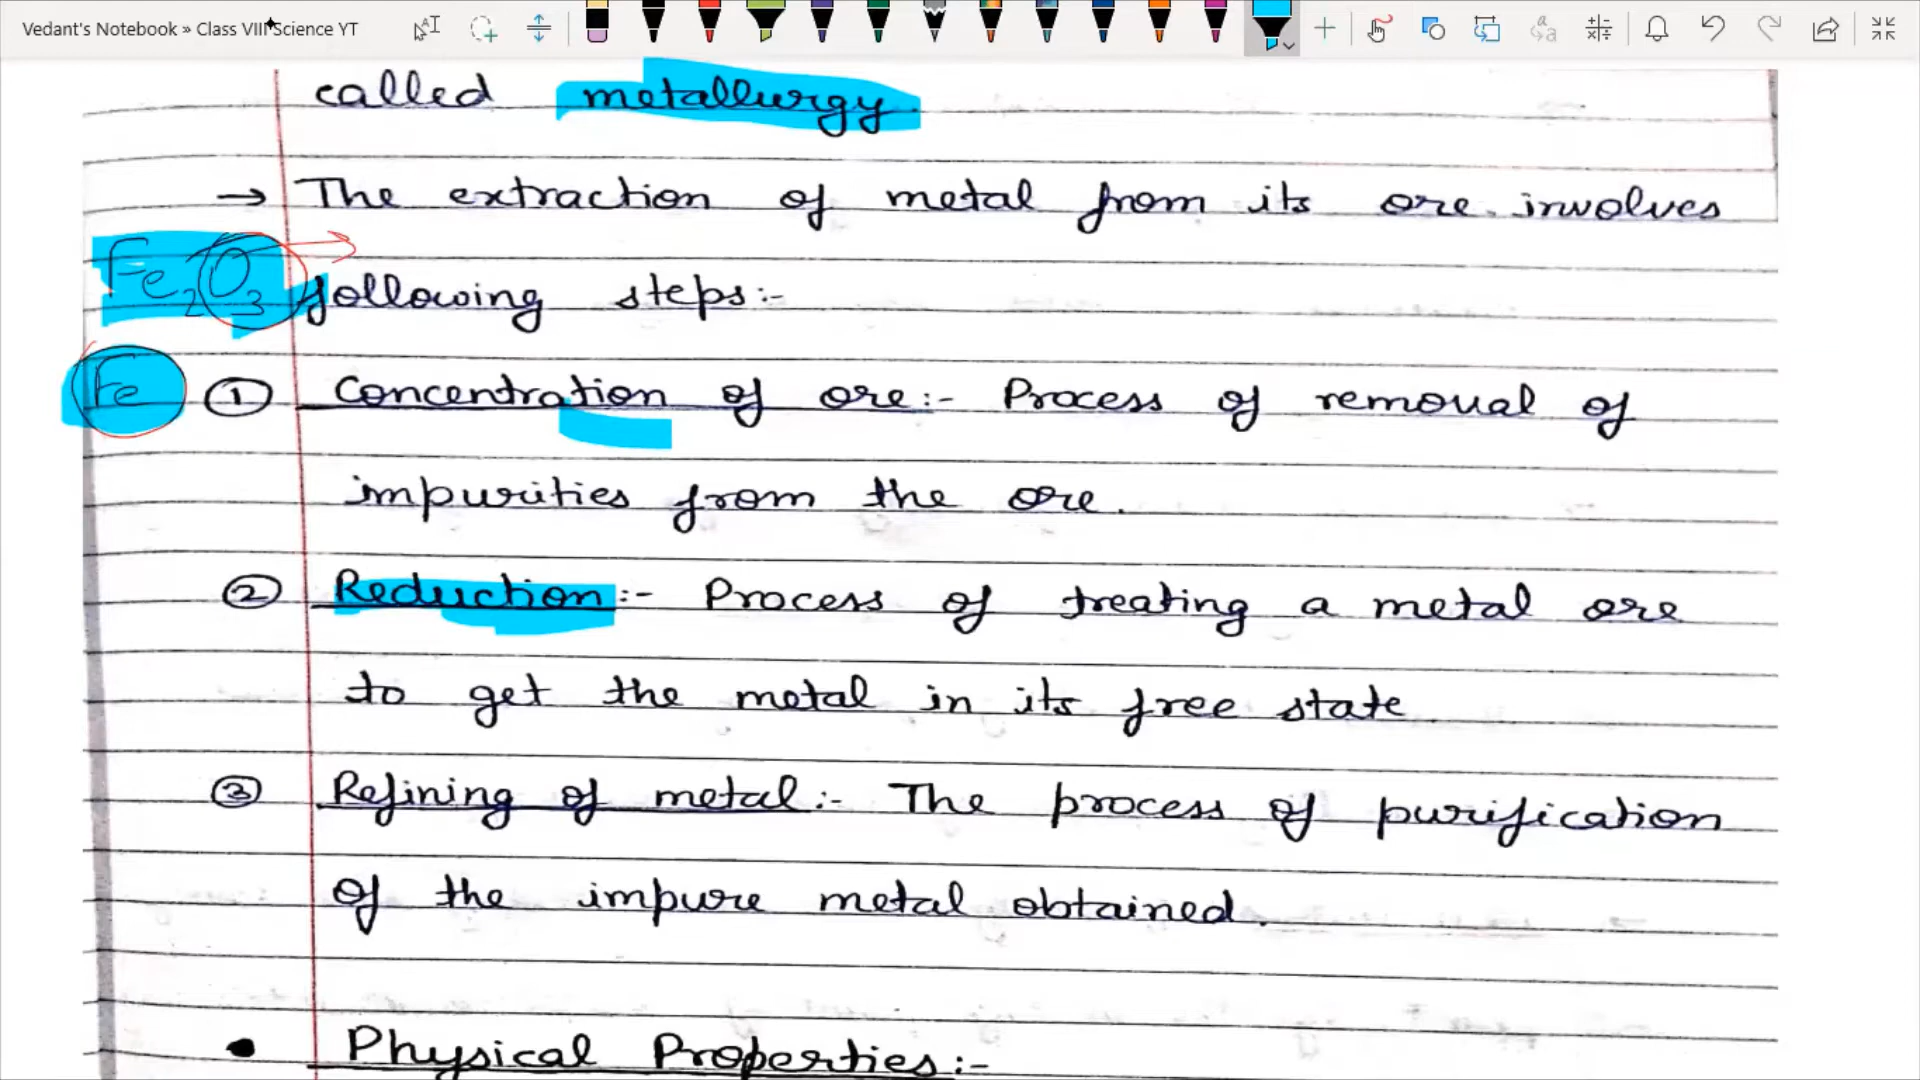 Vedant's Notebook » Class VIII Science YT
called metallurgy
→ The extraction of metal from its ore involves
Fe₂O₃ following steps:-
Fe ① Concentration of ore:- Process of removal of
impurities from the ore.
② Reduction:- Process of treating a metal ore
to get the metal in its free state.
③ Refining of metal:- The process of purification
of the impure metal obtained.
• Physical Properties:-